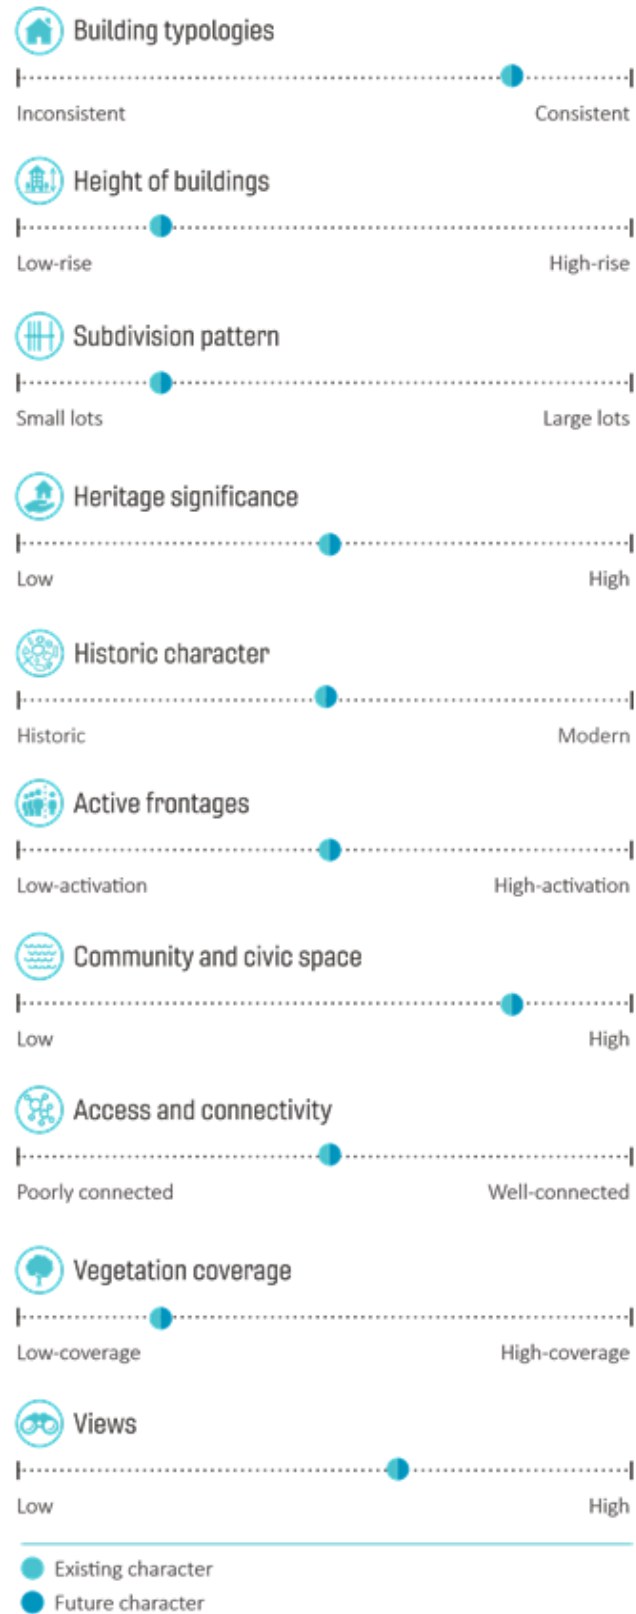 Building typologies
Inconsistent Consistent
Height of buildings
Low-rise High-rise
Subdivision pattern
Small lots Large lots
Heritage significance
Low High
Historic character
Historic Modern
Active frontages
Low-activation High-activation
Community and civic space
Low High
Access and connectivity
Poorly connected Well-connected
Vegetation coverage
Low-coverage High-coverage
Views
Low High
Existing character
Future character